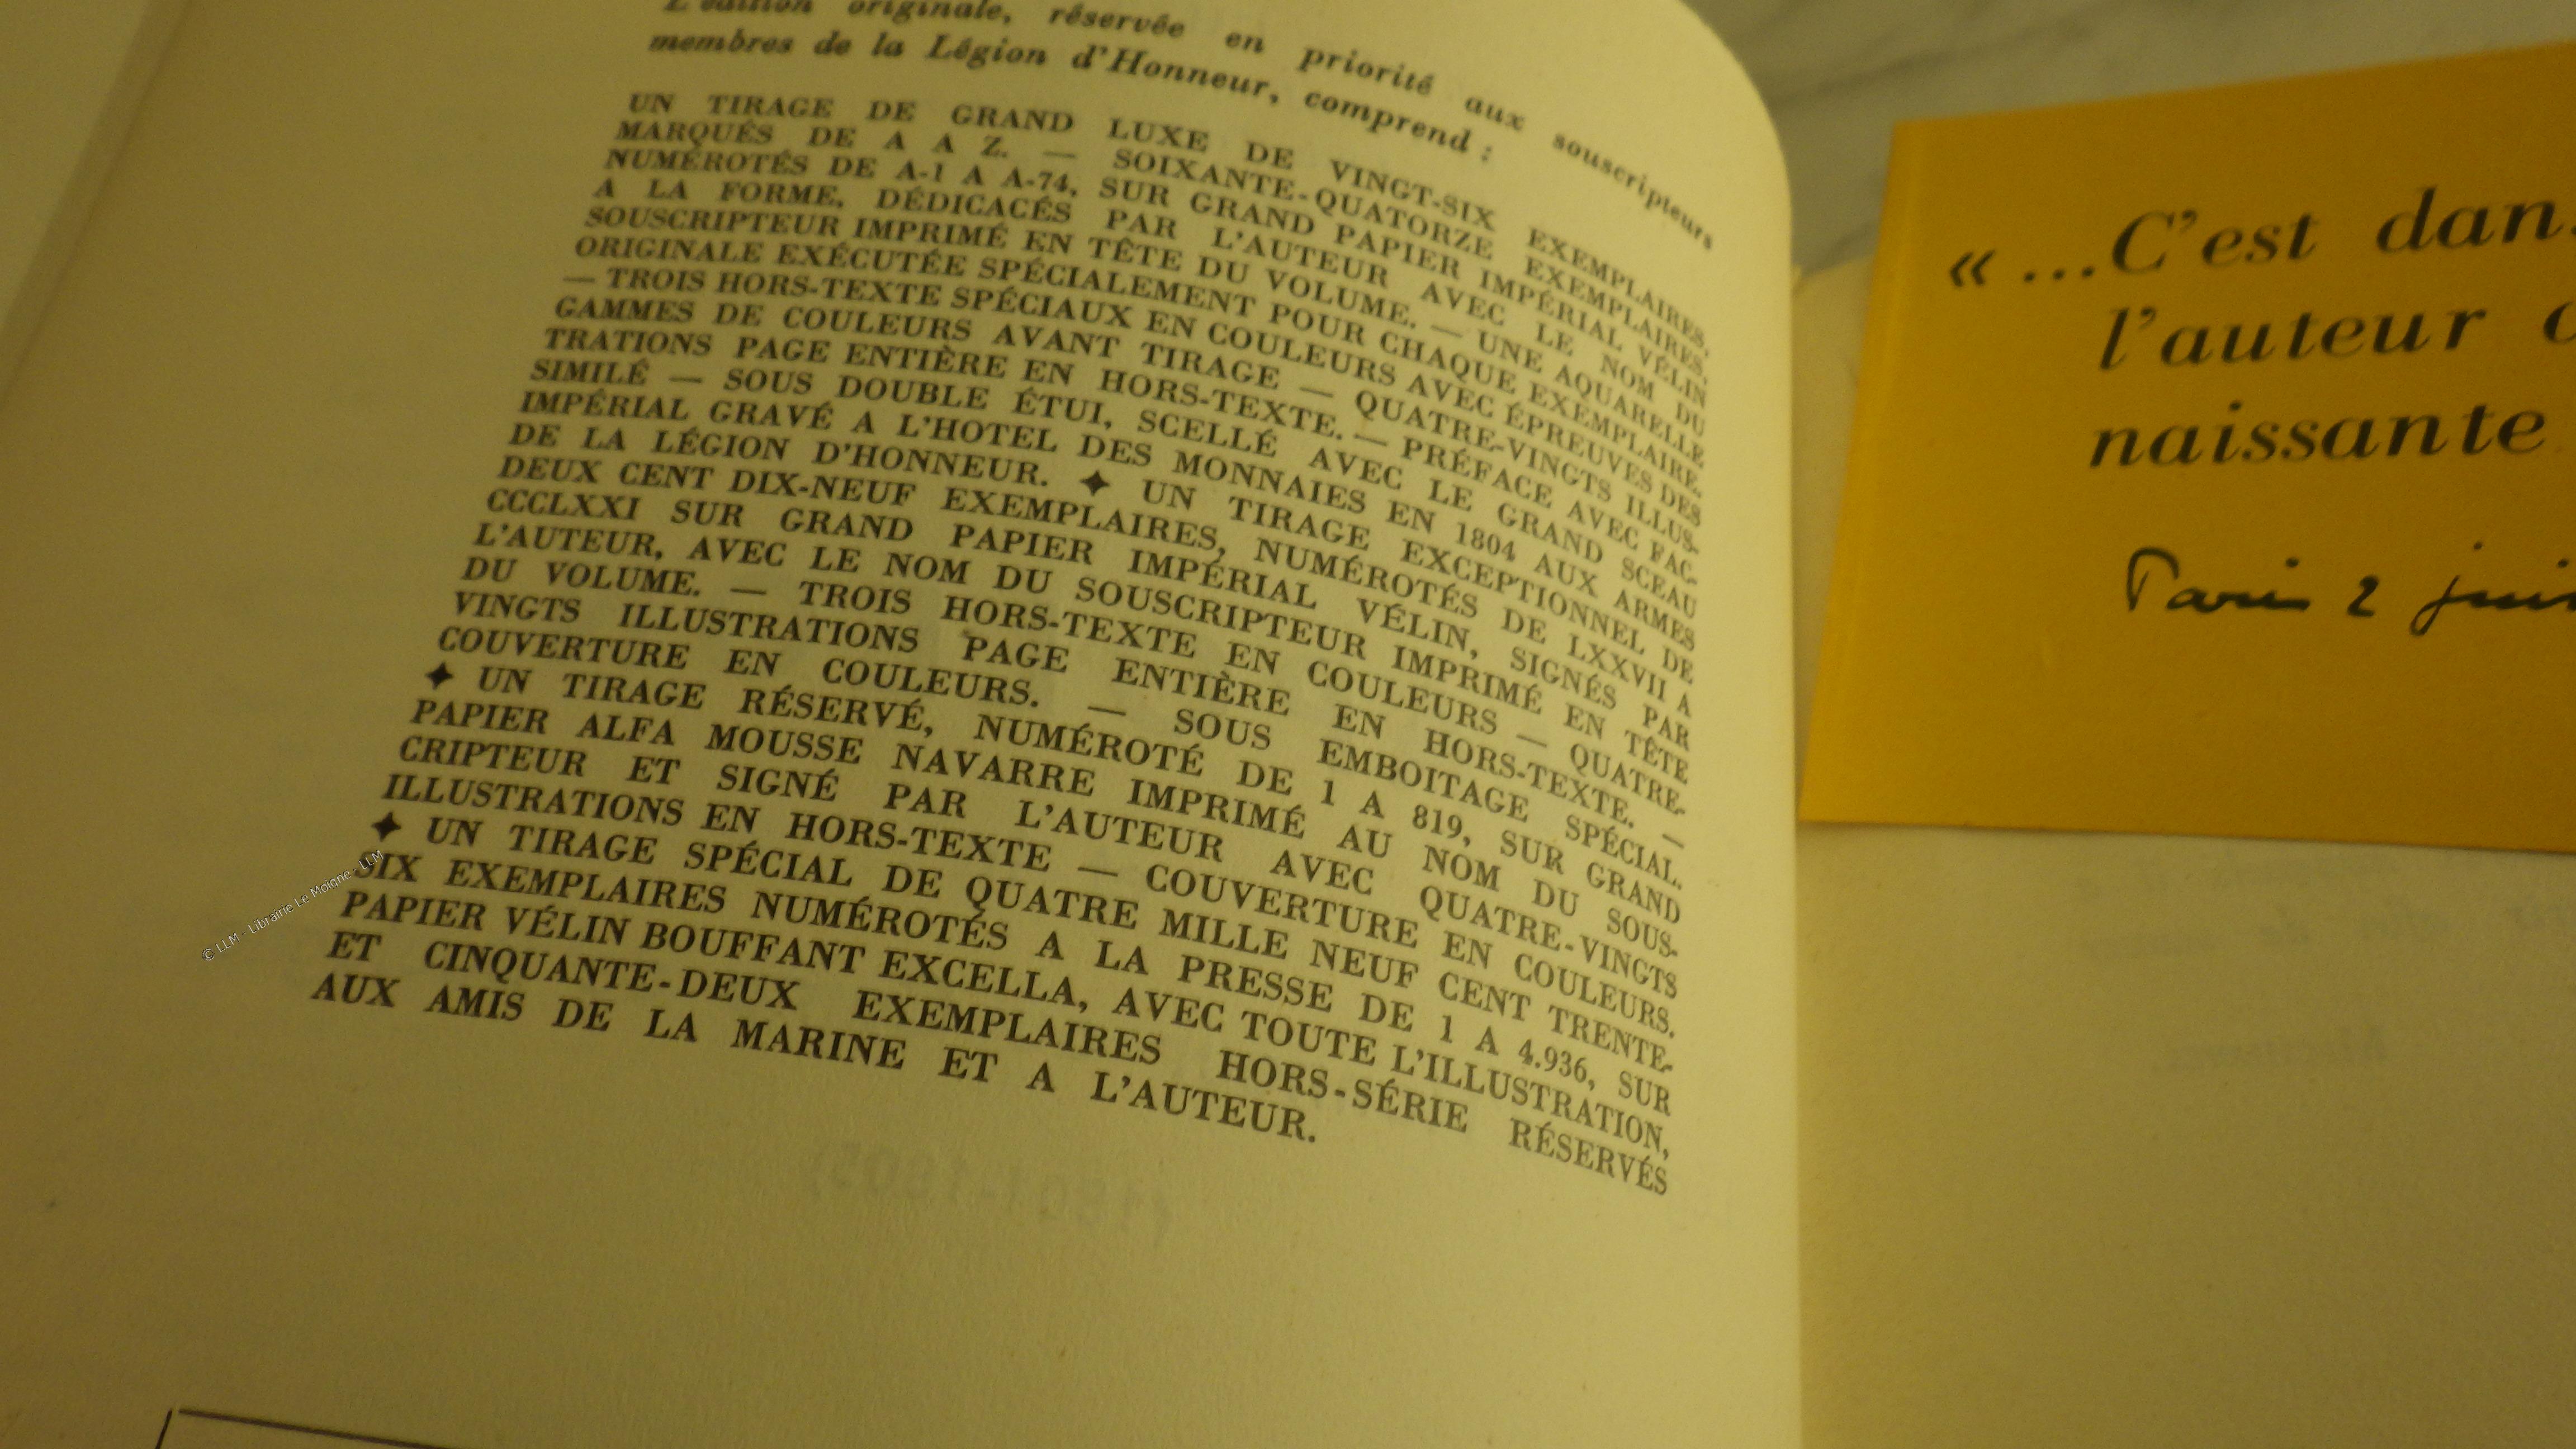 L'édition originale, réservée en priorité aux souscripteurs
membres de la Légion d'Honneur, comprend :
UN TIRAGE DE GRAND LUXE DE VINGT-SIX EXEMPLAIRES,
MARQUÉS DE A A Z. — SOIXANTE-QUATORZE EXEMPLAIRES,
NUMÉROTÉS DE A-1 A A-74, SUR GRAND PAPIER IMPÉRIAL VÉLIN
A LA FORME, DÉDICACÉS PAR L'AUTEUR AVEC LE NOM DU
SOUSCRIPTEUR IMPRIMÉ EN TÊTE DU VOLUME. — UNE AQUARELLE
ORIGINALE EXÉCUTÉE SPÉCIALEMENT POUR CHAQUE EXEMPLAIRE.
— TROIS HORS-TEXTE SPÉCIAUX EN COULEURS AVEC ÉPREUVES DES
GAMMES DE COULEURS AVANT TIRAGE — QUATRE-VINGTS ILLUS-
TRATIONS PAGE ENTIÈRE EN HORS-TEXTE. — PRÉFACE AVEC FAC-
SIMILÉ — SOUS DOUBLE ÉTUI, SCELLÉ AVEC LE GRAND SCEAU
IMPÉRIAL GRAVÉ A L'HOTEL DES MONNAIES EN 1804 AUX ARMES
DE LA LÉGION D'HONNEUR. ✦ UN TIRAGE EXCEPTIONNEL DE
DEUX CENT DIX-NEUF EXEMPLAIRES, NUMÉROTÉS DE LXXVII A
CCCLXXI SUR GRAND PAPIER IMPÉRIAL VÉLIN, SIGNÉS PAR
L'AUTEUR, AVEC LE NOM DU SOUSCRIPTEUR IMPRIMÉ EN TÊTE
DU VOLUME. — TROIS HORS-TEXTE EN COULEURS — QUATRE-
VINGTS ILLUSTRATIONS PAGE ENTIÈRE EN HORS-TEXTE. —
COUVERTURE EN COULEURS. — SOUS EMBOITAGE SPÉCIAL.
✦ UN TIRAGE RÉSERVÉ, NUMÉROTÉ DE 1 A 819, SUR GRAND
PAPIER ALFA MOUSSE NAVARRE IMPRIMÉ AU NOM DU SOUS-
CRIPTEUR ET SIGNÉ PAR L'AUTEUR AVEC QUATRE-VINGTS
ILLUSTRATIONS EN HORS-TEXTE — COUVERTURE EN COULEURS.
✦ UN TIRAGE SPÉCIAL DE QUATRE MILLE NEUF CENT TRENTE-
SIX EXEMPLAIRES NUMÉROTÉS A LA PRESSE DE 1 A 4.936, SUR
PAPIER VÉLIN BOUFFANT EXCELLA, AVEC TOUTE L'ILLUSTRATION,
ET CINQUANTE-DEUX EXEMPLAIRES HORS-SÉRIE RÉSERVÉS
AUX AMIS DE LA MARINE ET A L'AUTEUR.
« ...C'est dans
l'auteur
naissante
Paris 2 juin
© LLM - Librairie Le Moigne - LLM